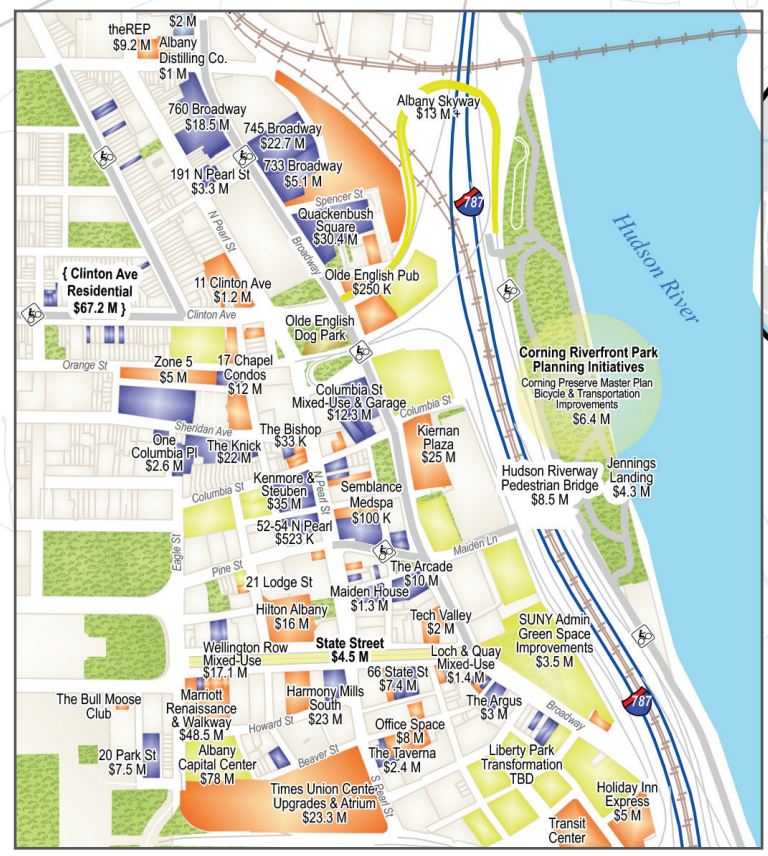 $2 M
theREP
$9.2 M
Albany
Distilling Co.
$1 M
Albany Skyway
$13 M+
760 Broadway
$18.5 M
745 Broadway
$22.7 M
733 Broadway
$5.1 M
191 N Pearl St
$3.3 M
Spencer St
787
N Pearl St
Quackenbush
Square
$30.4 M
Broadway
Hudson River
{ Clinton Ave
Residential
$67.2 M }
11 Clinton Ave
$1.2 M
Olde English Pub
$250 K
Clinton Ave
Olde English
Dog Park
Corning Riverfront Park
Planning Initiatives
Corning Preserve Master Plan
Bicycle & Transportation
Improvements
$6.4 M
Orange St
Zone 5
$5 M
17 Chapel
Condos
$12 M
Columbia St
Mixed-Use & Garage
$12.3 M
Columbia St
Sheridan Ave
The Bishop
$33 K
Kiernan
Plaza
$25 M
One
Columbia Pl
$2.6 M
The Knick
$22 M
Hudson Riverway
Pedestrian Bridge
$8.5 M
Jennings
Landing
$4.3 M
Kenmore &
Steuben
$35 M
N Pearl St
Semblance
Medspa
$100 K
Columbia St
52-54 N Pearl
$523 K
Eagle St
Maiden Ln
Pine St
The Arcade
$10 M
21 Lodge St
Maiden House
$1.3 M
Hilton Albany
$16 M
Tech Valley
$2 M
SUNY Admin
Green Space
Improvements
$3.5 M
State Street
$4.5 M
Wellington Row
Mixed-Use
$17.1 M
Loch & Quay
Mixed-Use
$1.4 M
66 State St
$7.4 M
The Bull Moose
Club
Marriott
Renaissance
& Walkway
$48.5 M
Harmony Mills
South
$23 M
The Argus
$3 M
Broadway
787
Howard St
Office Space
$8 M
20 Park St
$7.5 M
Albany
Capital Center
$78 M
Beaver St
The Taverna
$2.4 M
Liberty Park
Transformation
TBD
S Pearl St
Times Union Center
Upgrades & Atrium
$23.3 M
Holiday Inn
Express
$5 M
Transit
Center